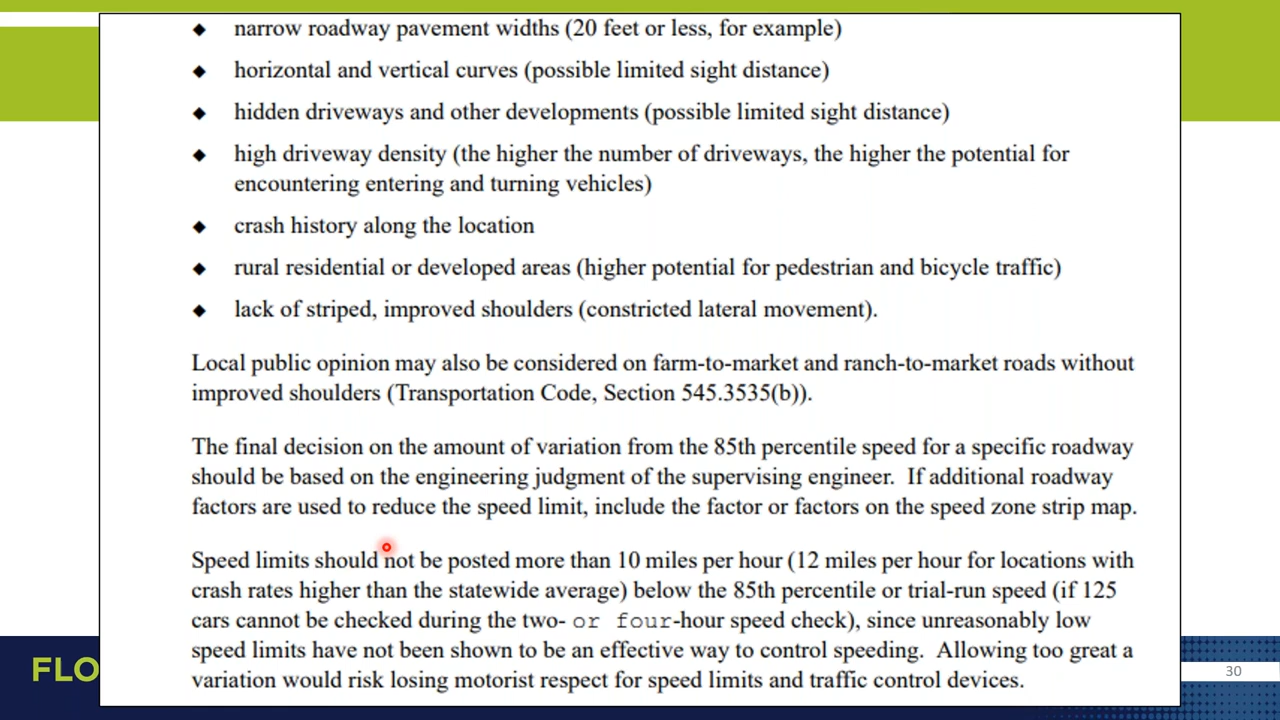 ◆ narrow roadway pavement widths (20 feet or less, for example)
◆ horizontal and vertical curves (possible limited sight distance)
◆ hidden driveways and other developments (possible limited sight distance)
◆ high driveway density (the higher the number of driveways, the higher the potential for
encountering entering and turning vehicles)
◆ crash history along the location
◆ rural residential or developed areas (higher potential for pedestrian and bicycle traffic)
◆ lack of striped, improved shoulders (constricted lateral movement).
Local public opinion may also be considered on farm-to-market and ranch-to-market roads without
improved shoulders (Transportation Code, Section 545.3535(b)).
The final decision on the amount of variation from the 85th percentile speed for a specific roadway
should be based on the engineering judgment of the supervising engineer. If additional roadway
factors are used to reduce the speed limit, include the factor or factors on the speed zone strip map.
Speed limits should not be posted more than 10 miles per hour (12 miles per hour for locations with
crash rates higher than the statewide average) below the 85th percentile or trial-run speed (if 125
cars cannot be checked during the two- or four-hour speed check), since unreasonably low
speed limits have not been shown to be an effective way to control speeding. Allowing too great a
variation would risk losing motorist respect for speed limits and traffic control devices.
FLO
30